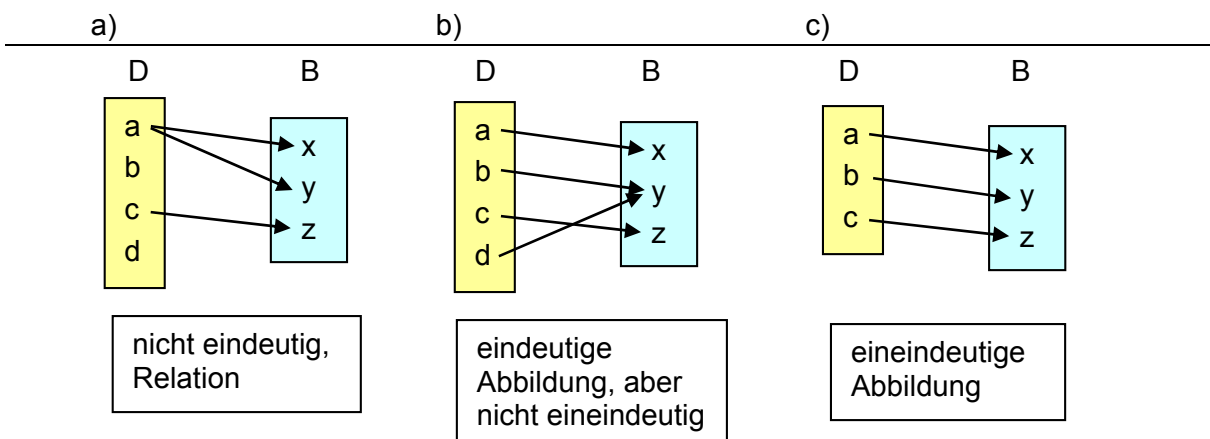 a)
b)
c)
D
B
a
b
c
d
x
y
z
nicht eindeutig,
Relation
D
B
a
b
c
d
x
y
z
eindeutige
Abbildung, aber
nicht eineindeutig
D
B
a
b
c
x
y
z
eineindeutige
Abbildung